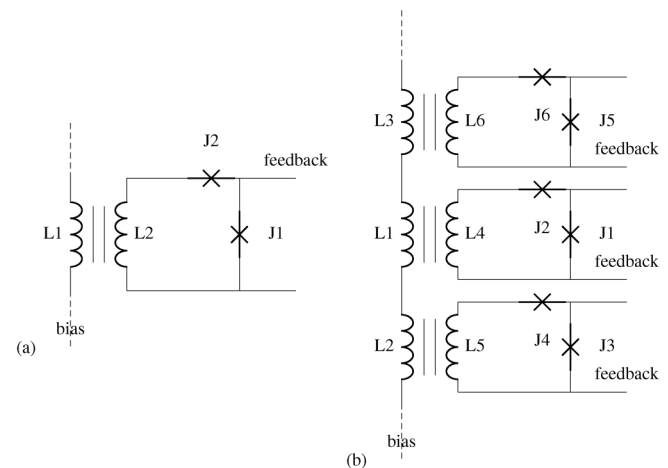 J2
feedback
L1
L2
J1
bias
(a)
L3
L6
J6
J5
feedback
L1
L4
J2
J1
feedback
L2
L5
J4
J3
feedback
bias
(b)